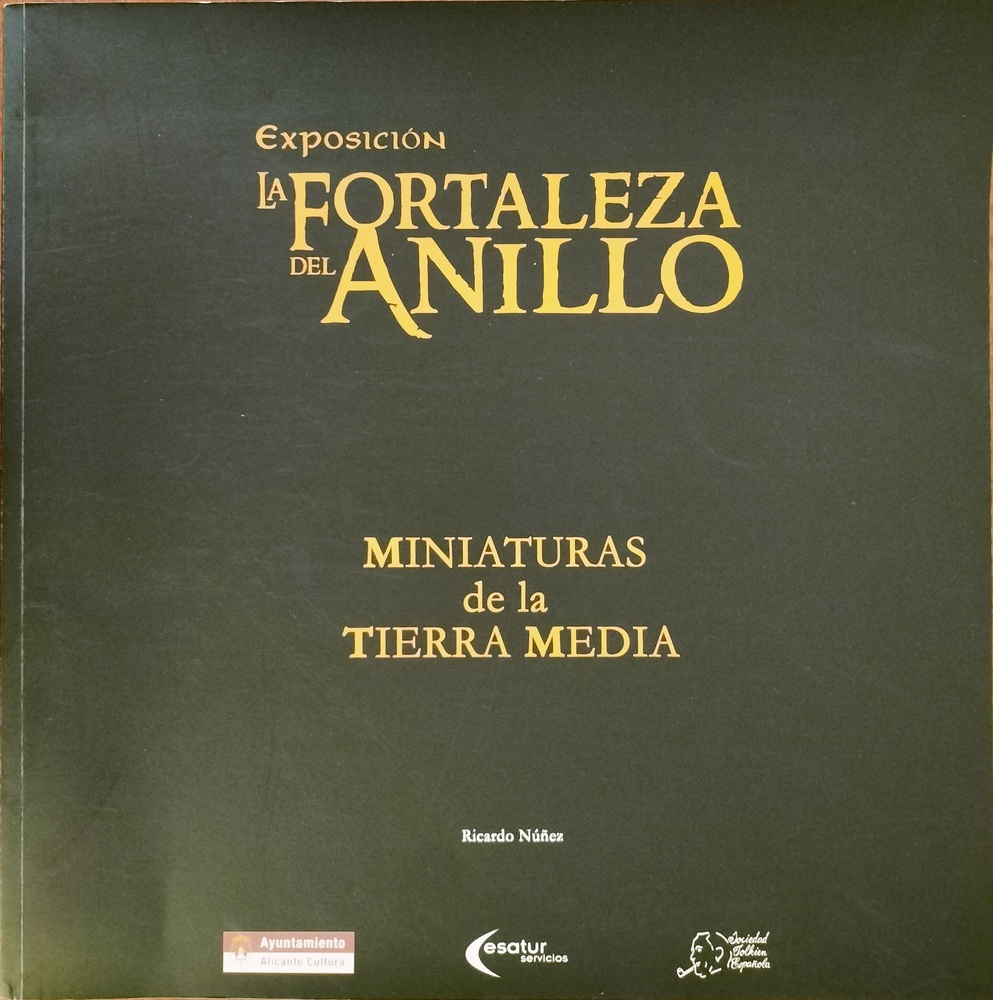 Exposición
LA FORTALEZA
DEL ANILLO
MINIATURAS
de la
TIERRA MEDIA
Ricardo Núñez
Ayuntamiento
Alicante Cultura
esatur
servicios
Sociedad
Tolkien
Española